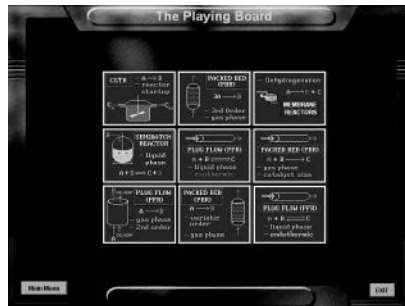 The Playing Board
CSTR
A → B
- reactor
startup
PACKED BED
(PBR)
3A → B
- 3rd Order
- gas phase
- Dehydrogenation
MEMBRANE
REACTORS
SEMIBATCH
REACTOR
- liquid
phase
PLUG FLOW (PFR)
A + B ⇌ C
- liquid phase
PACKED BED (PBR)
A + B → C
- gas phase
- catalyst size
PLUG FLOW
(PFR)
A → B
- gas phase
2nd order
PACKED BED
(PBR)
A → B
- variable
order
- gas phase
PLUG FLOW (PFR)
A + B ⇌ C
- liquid phase
- endothermic
Main Menu
EXIT